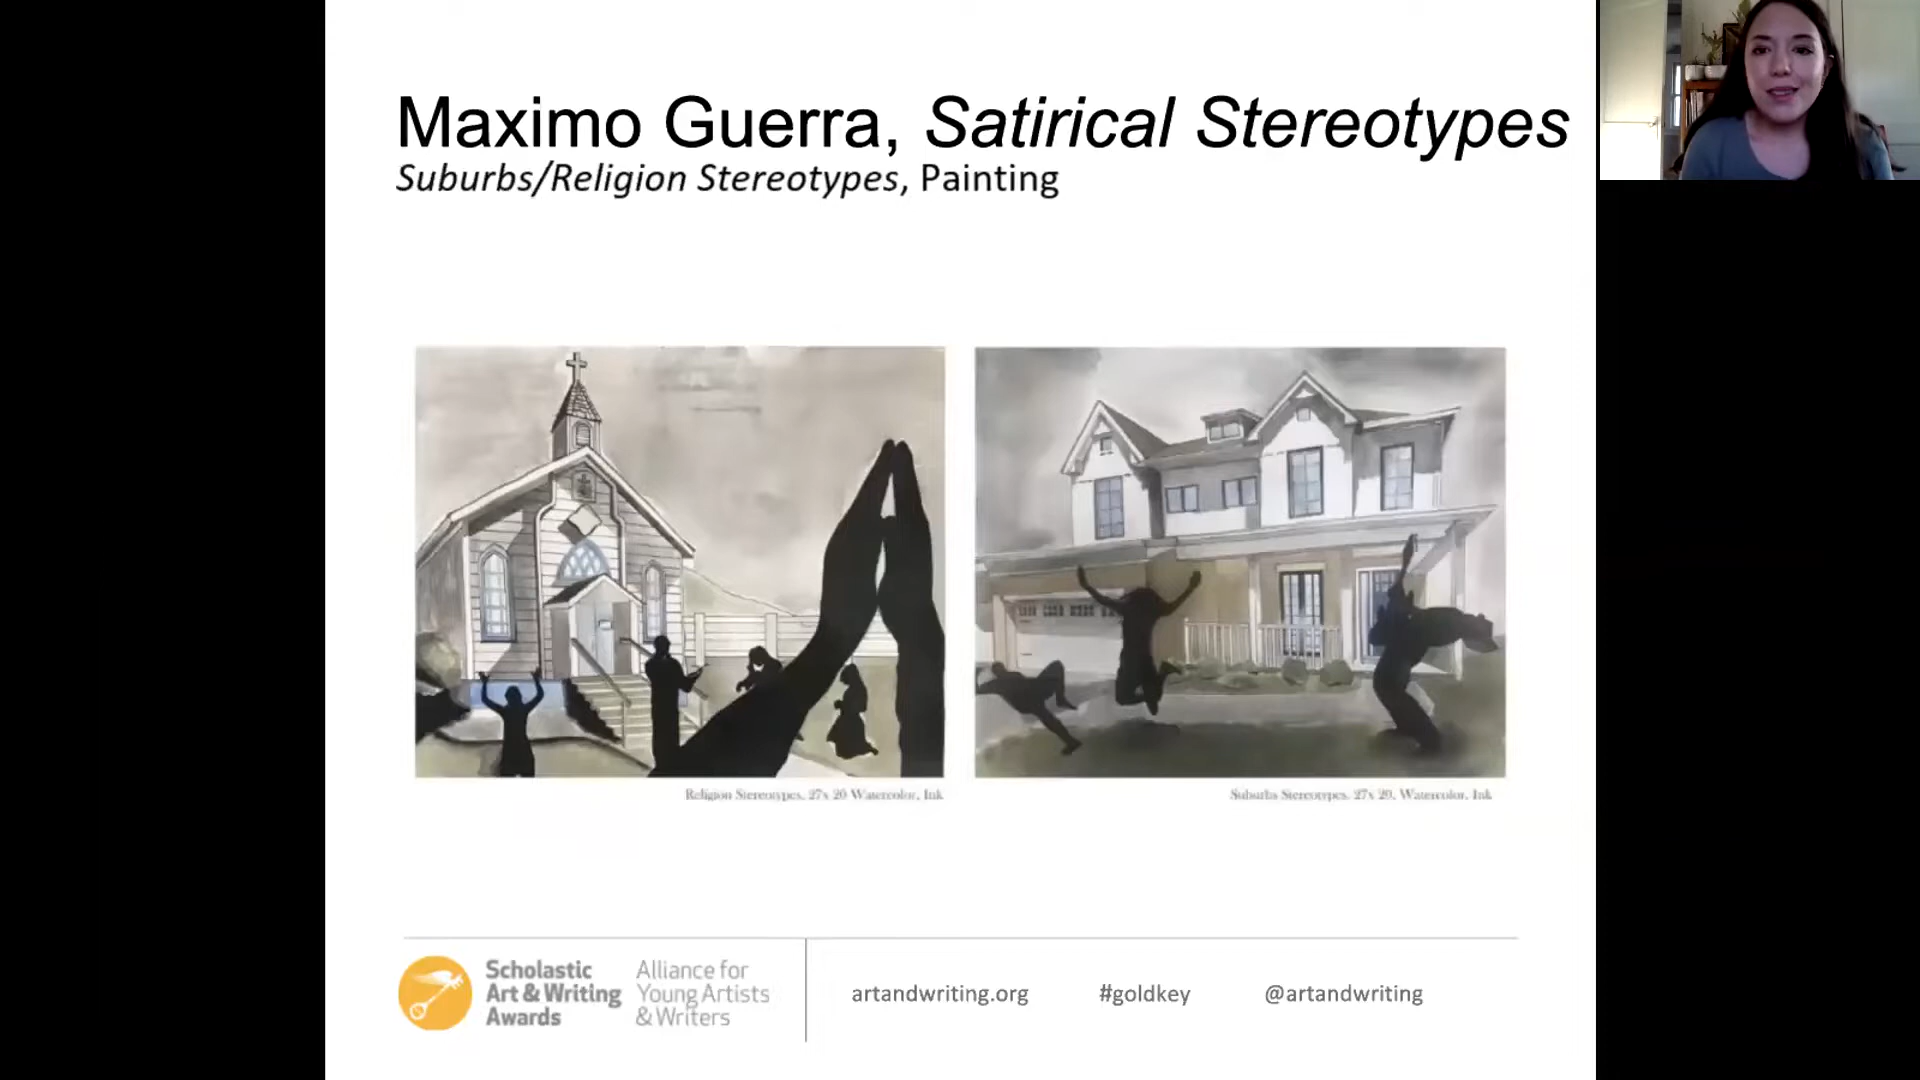 Maximo Guerra, Satirical Stereotypes
Suburbs/Religion Stereotypes, Painting
Religion Stereotypes, 27x 20 Watercolor, Ink
Suburbs Stereotypes, 27x 20, Watercolor, Ink
Scholastic
Art & Writing
Awards
Alliance for
Young Artists
& Writers
artandwriting.org
#goldkey
@artandwriting